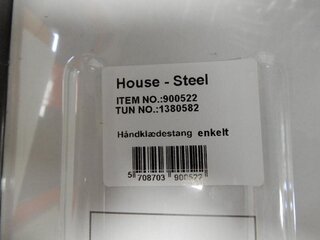 House - Steel
ITEM NO.:900522
TUN NO.:1380582
Håndklædestang enkelt
5 708703 900522